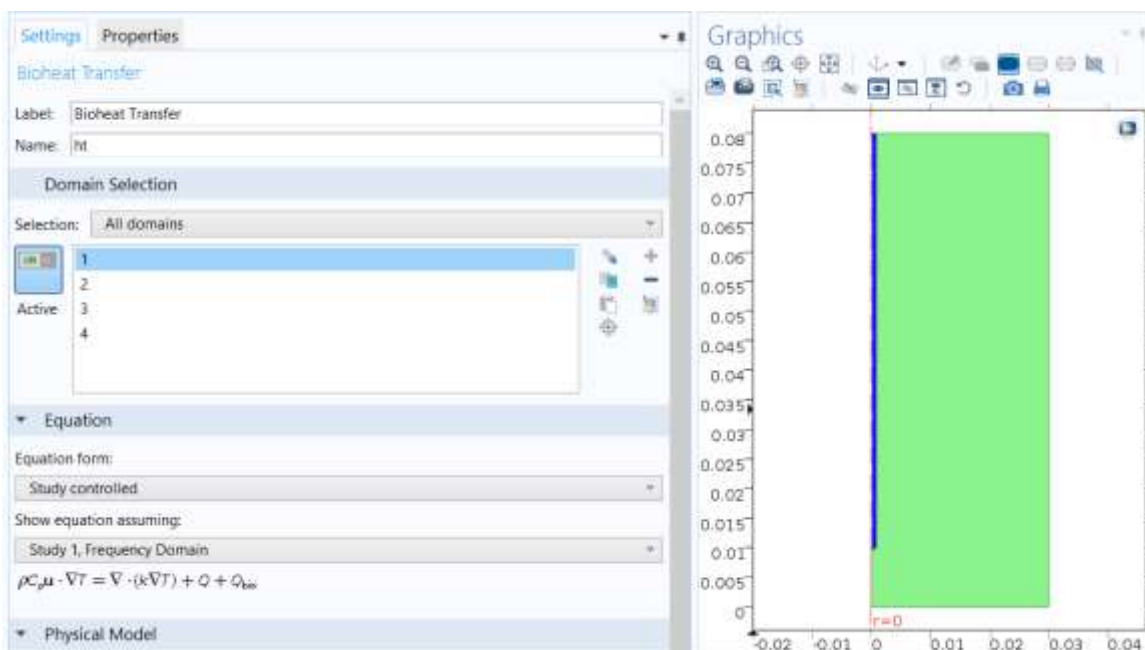 Settings Properties
Bioheat Transfer
Label: Bioheat Transfer
Name: ht
Domain Selection
Selection: All domains
1
2
Active 3
4
Equation
Equation form:
Study controlled
Show equation assuming:
Study 1, Frequency Domain
ρCₚu · ∇T = ∇ · (k∇T) + Q + Q_bio
Physical Model
Graphics
0.08
0.075
0.07
0.065
0.06
0.055
0.05
0.045
0.04
0.035
0.03
0.025
0.02
0.015
0.01
0.005
0
r=0
-0.02 -0.01 0 0.01 0.02 0.03 0.04